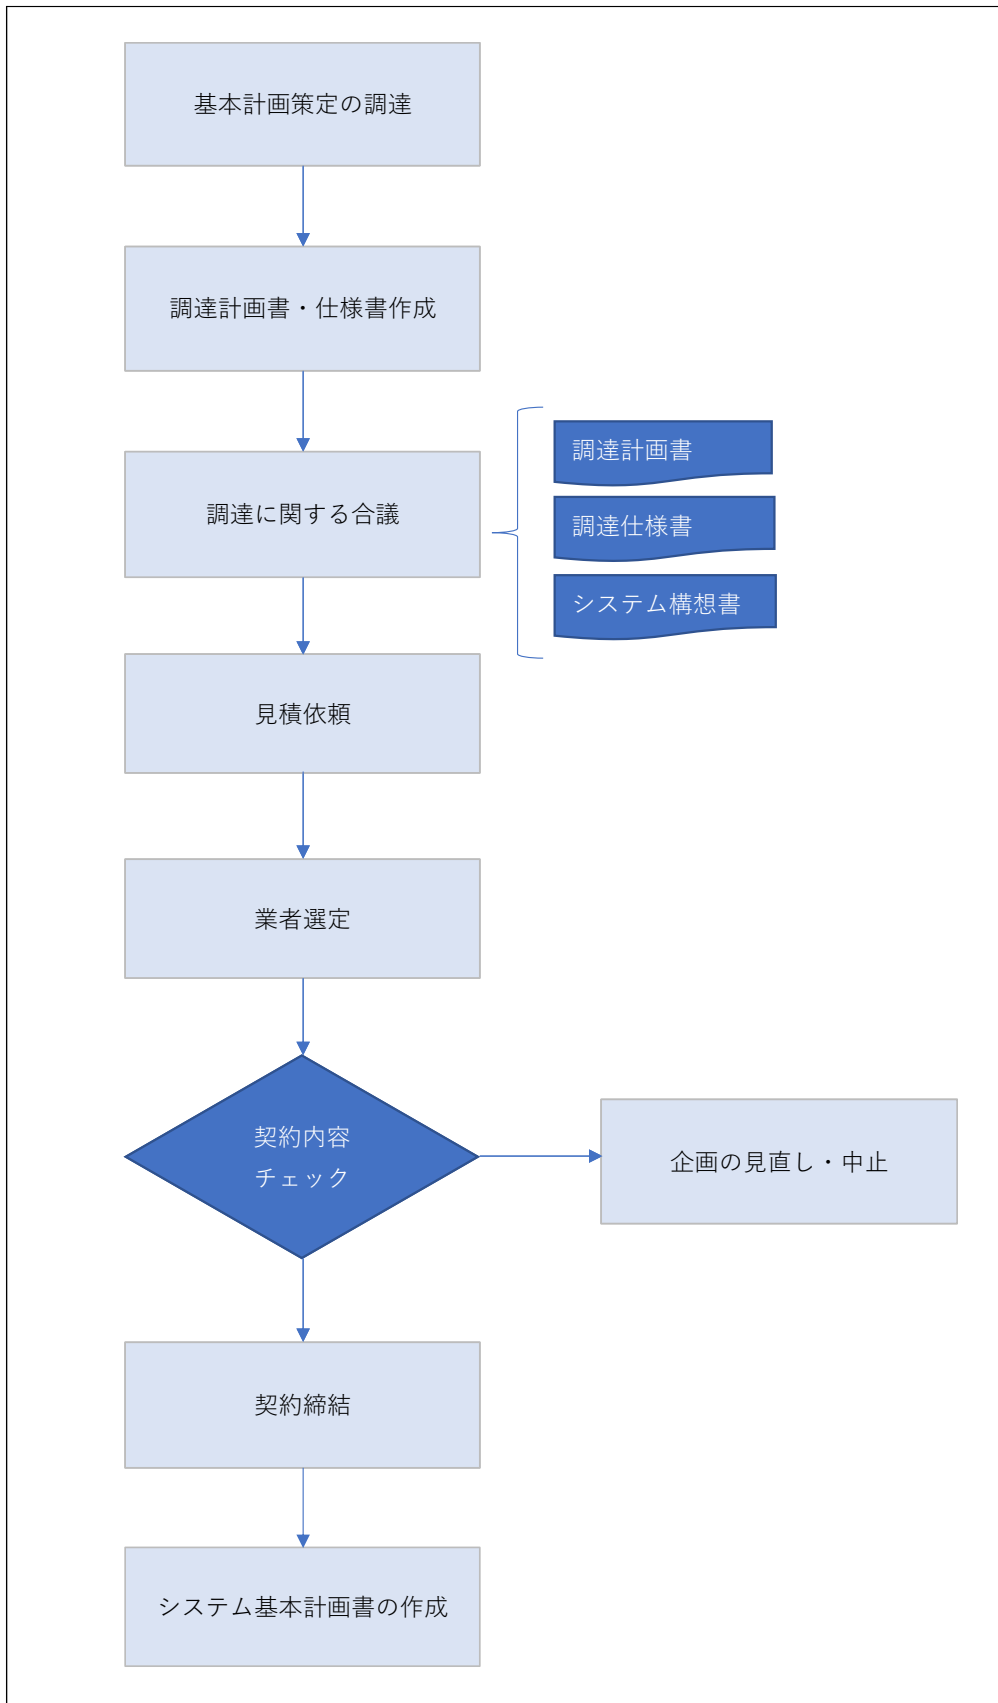 基本計画策定の調達
調達計画書・仕様書作成
調達に関する合議
調達計画書
調達仕様書
システム構想書
見積依頼
業者選定
契約内容
チェック
企画の見直し・中止
契約締結
システム基本計画書の作成